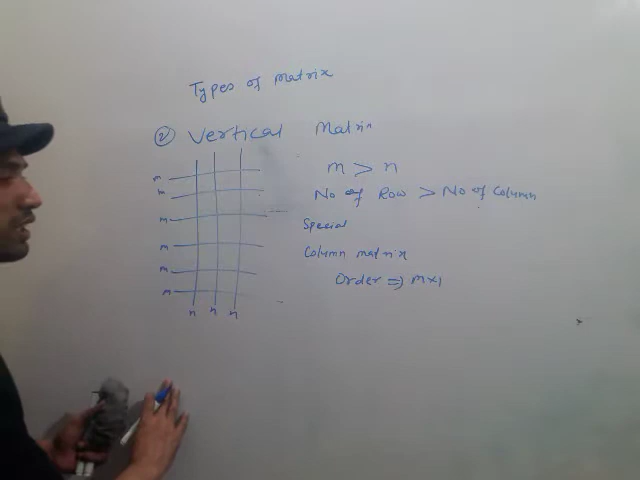 Types of matrix
② Vertical Matrix
m > n
No of Row > No of Column
Special
Column matrix
Order ⇒ m×1
m
m
m
m
m
m
n n n